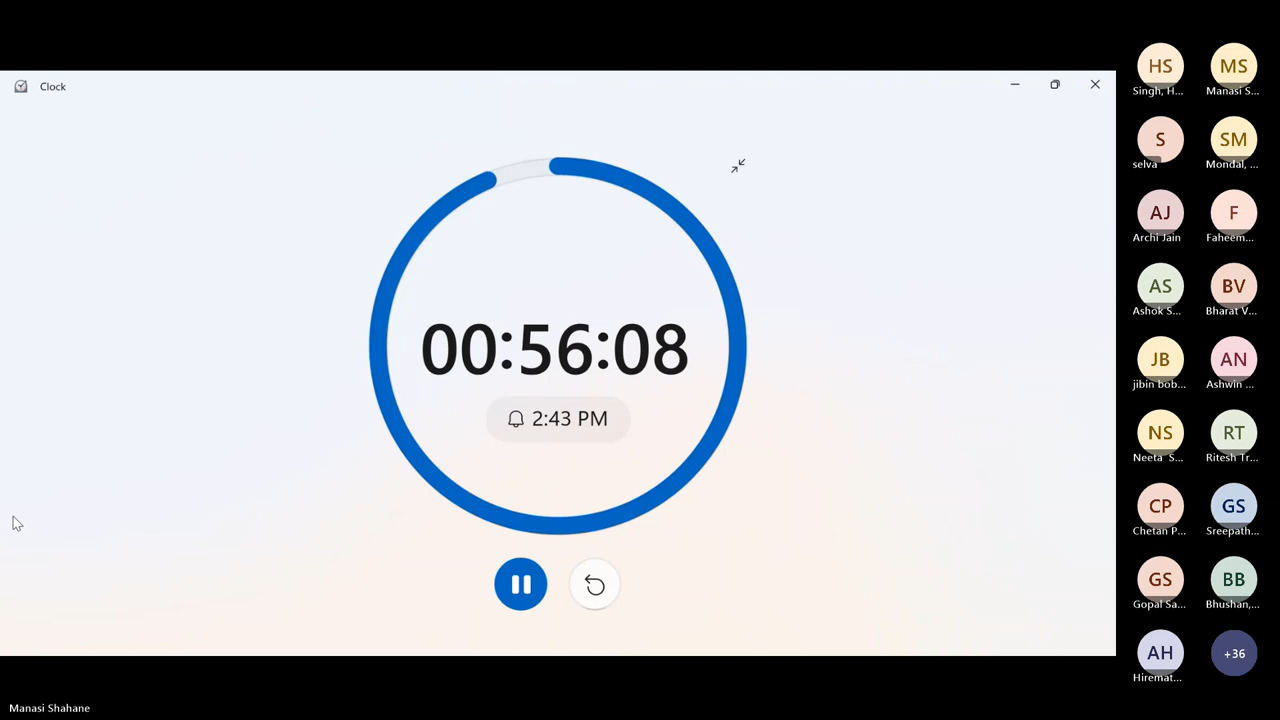 Clock
00:56:08
2:43 PM
HS
Singh, H...
MS
Manasi S...
S
selva
SM
Mondal, ...
AJ
Archi Jain
F
Faheem...
AS
Ashok S...
BV
Bharat V...
JB
jibin bob...
AN
Ashwin ...
NS
Neeta S...
RT
Ritesh Tr...
CP
Chetan P...
GS
Sreepath...
GS
Gopal Sa...
BB
Bhushan,...
AH
Hiremat...
+36
Manasi Shahane